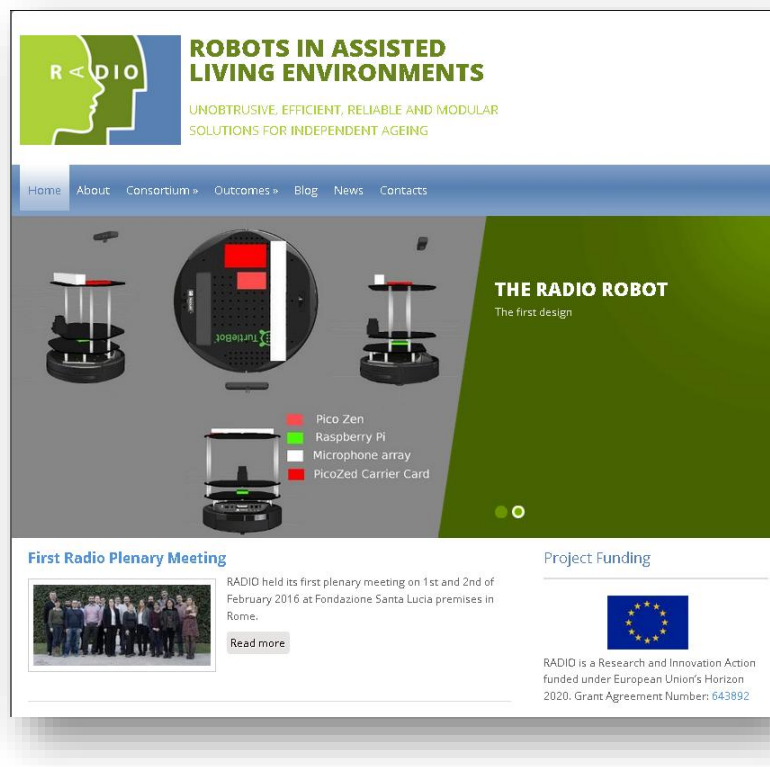 RADIO
ROBOTS IN ASSISTED
LIVING ENVIRONMENTS
UNOBTRUSIVE, EFFICIENT, RELIABLE AND MODULAR
SOLUTIONS FOR INDEPENDENT AGEING
Home About Consortium » Outcomes » Blog News Contacts
TurtleBot
THE RADIO ROBOT
The first design
Pico Zen
Raspberry Pi
Microphone array
PicoZed Carrier Card
First Radio Plenary Meeting
RADIO held its first plenary meeting on 1st and 2nd of
February 2016 at Fondazione Santa Lucia premises in
Rome.
Read more
Project Funding
RADIO is a Research and Innovation Action
funded under European Union's Horizon
2020. Grant Agreement Number: 643892